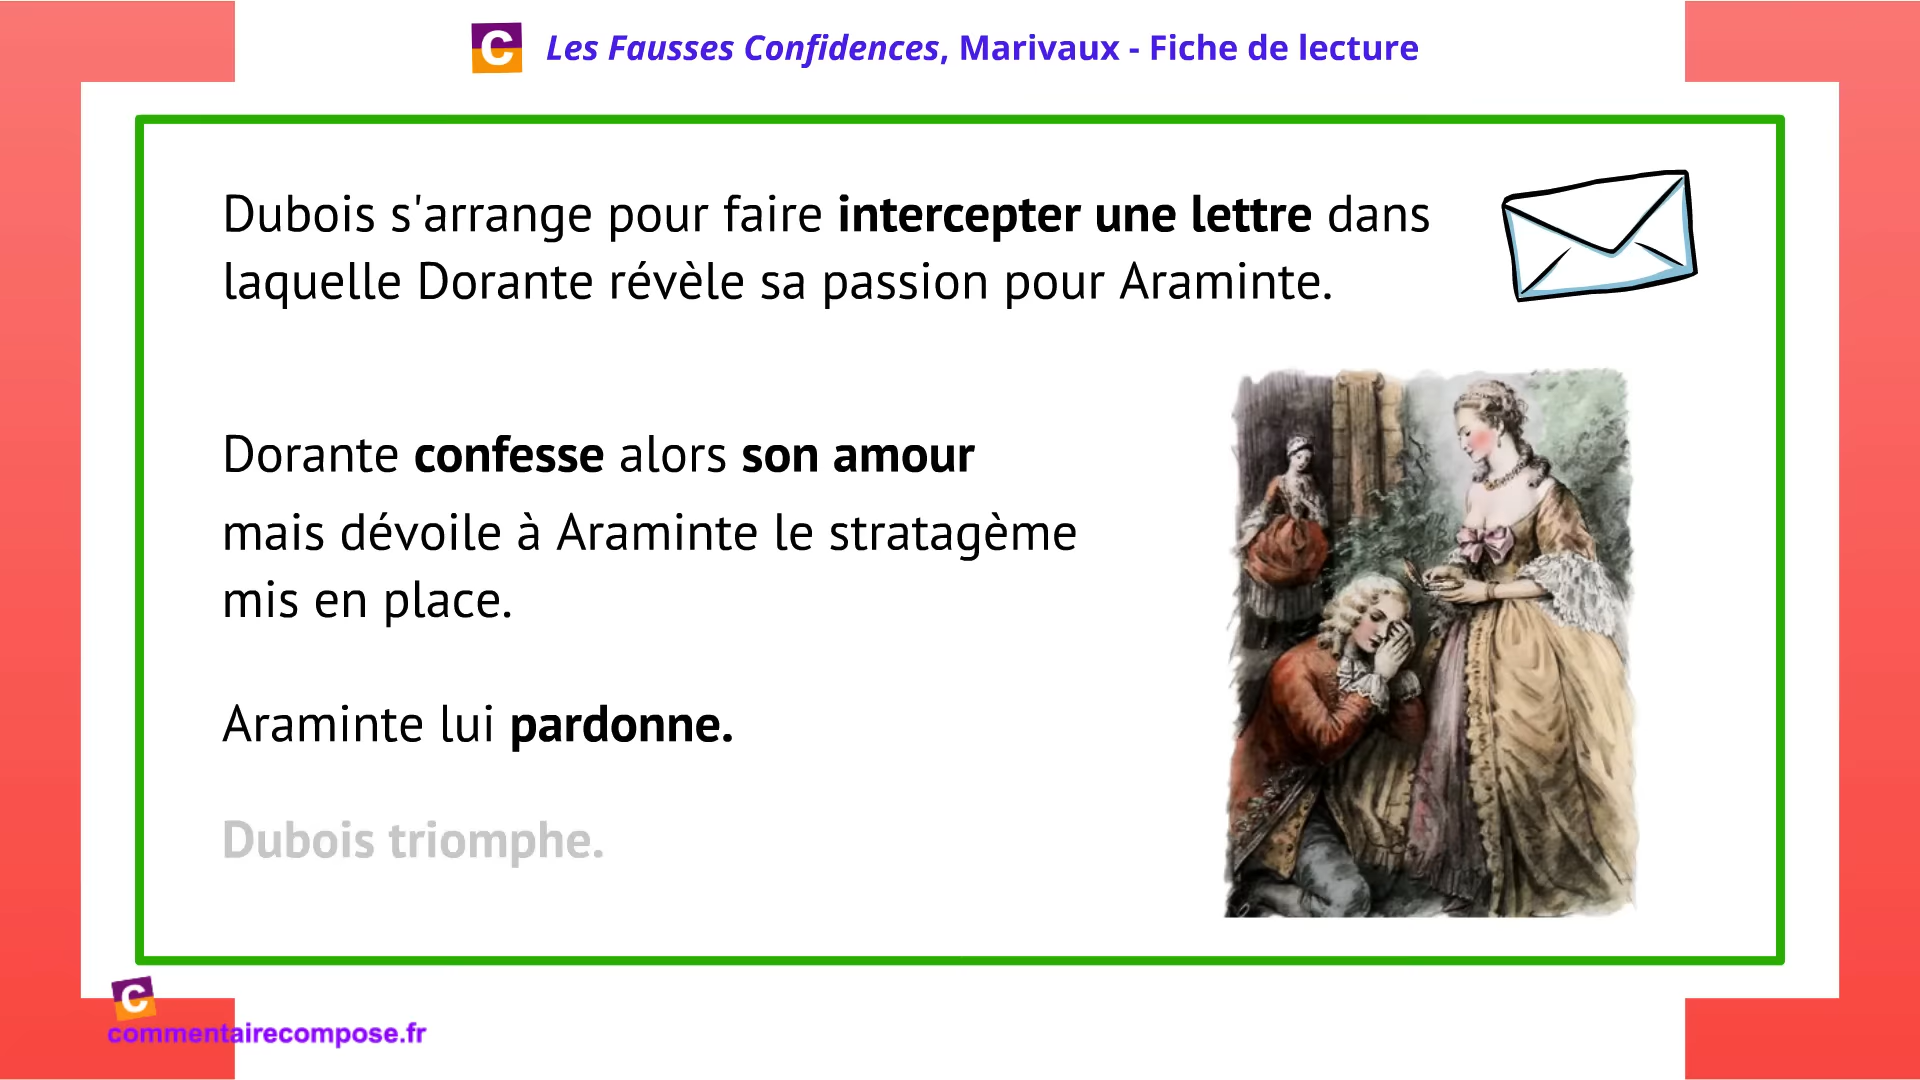 C
Les Fausses Confidences, Marivaux - Fiche de lecture
Dubois s'arrange pour faire intercepter une lettre dans
laquelle Dorante révèle sa passion pour Araminte.
Dorante confesse alors son amour
mais dévoile à Araminte le stratagème
mis en place.
Araminte lui pardonne.
Dubois triomphe.
C
commentairecompose.fr